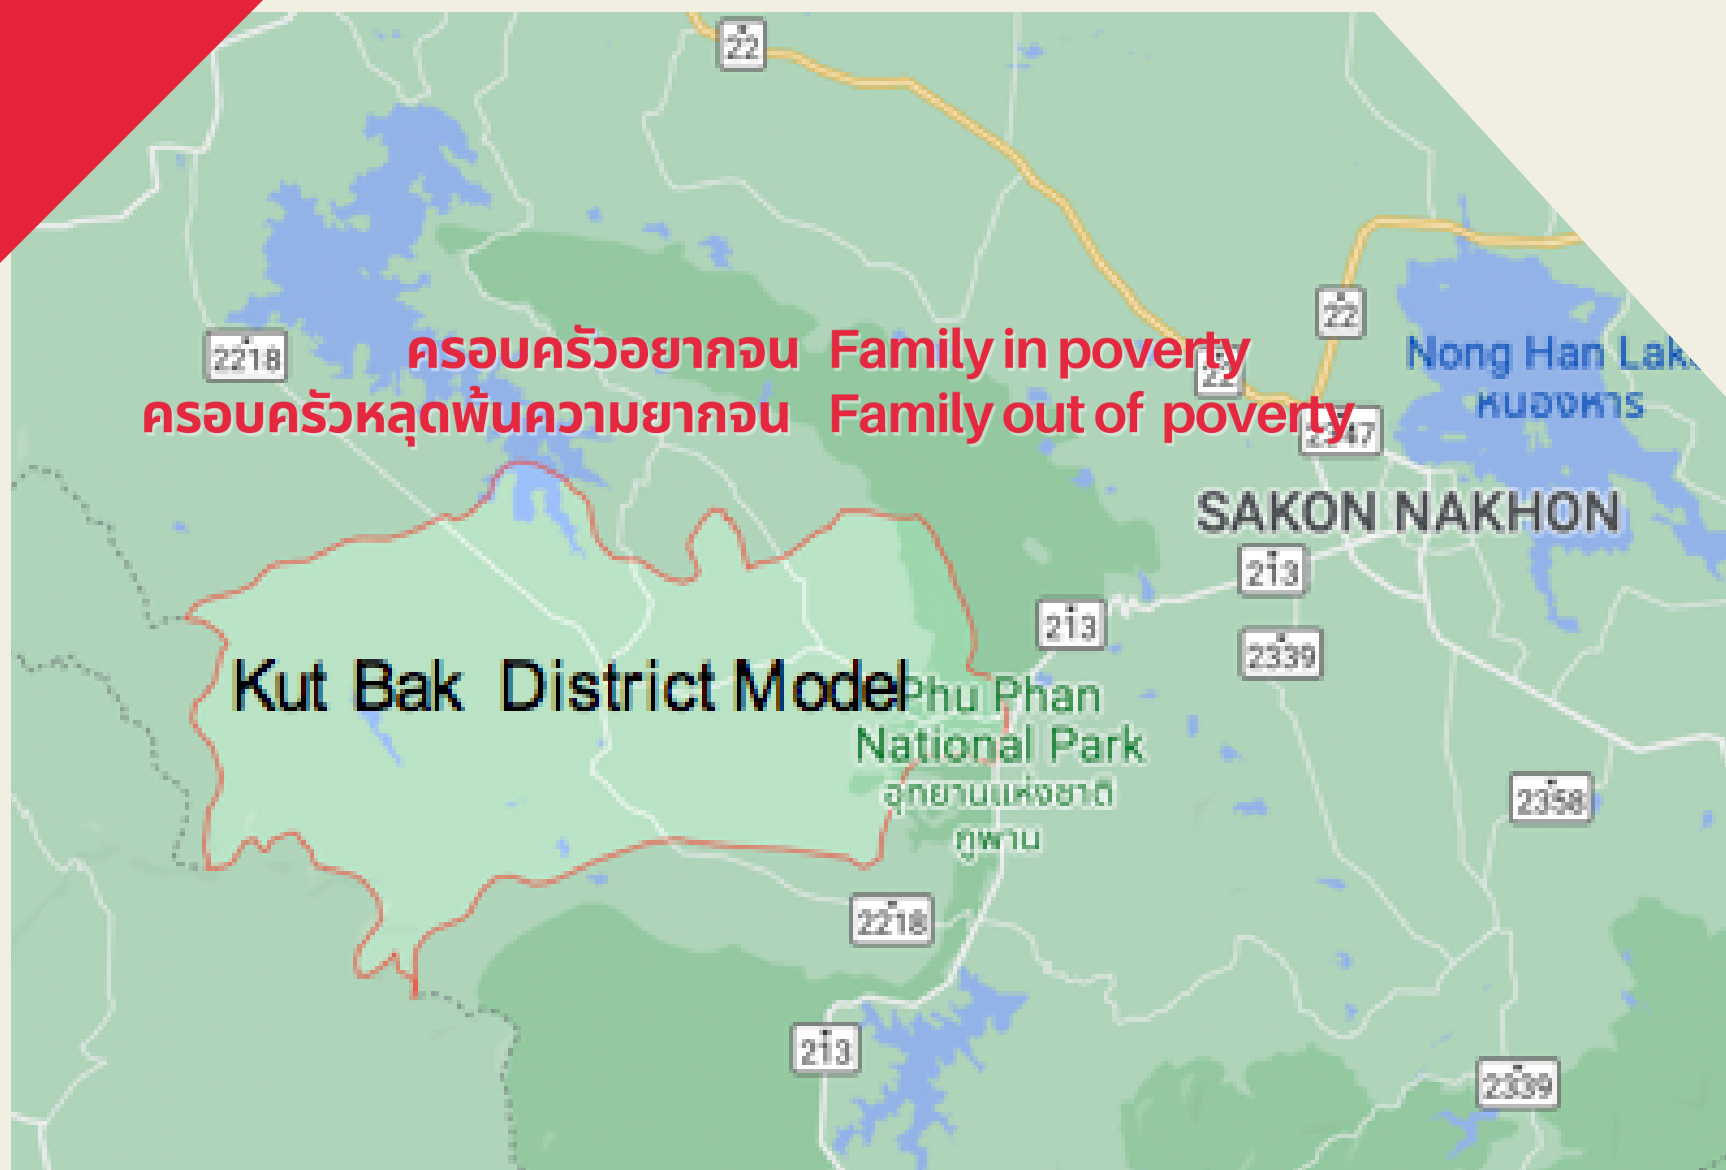 22
22
2218
ครอบครัวอยากจน Family in poverty
22
Nong Han Lak
หนองหาร
ครอบครัวหลุดพ้นความยากจน Family out of poverty
2347
SAKON NAKHON
213
213
2339
Kut Bak District Model
Phu Phan
National Park
อุทยานแห่งชาติ
ภูพาน
2358
2218
213
2339